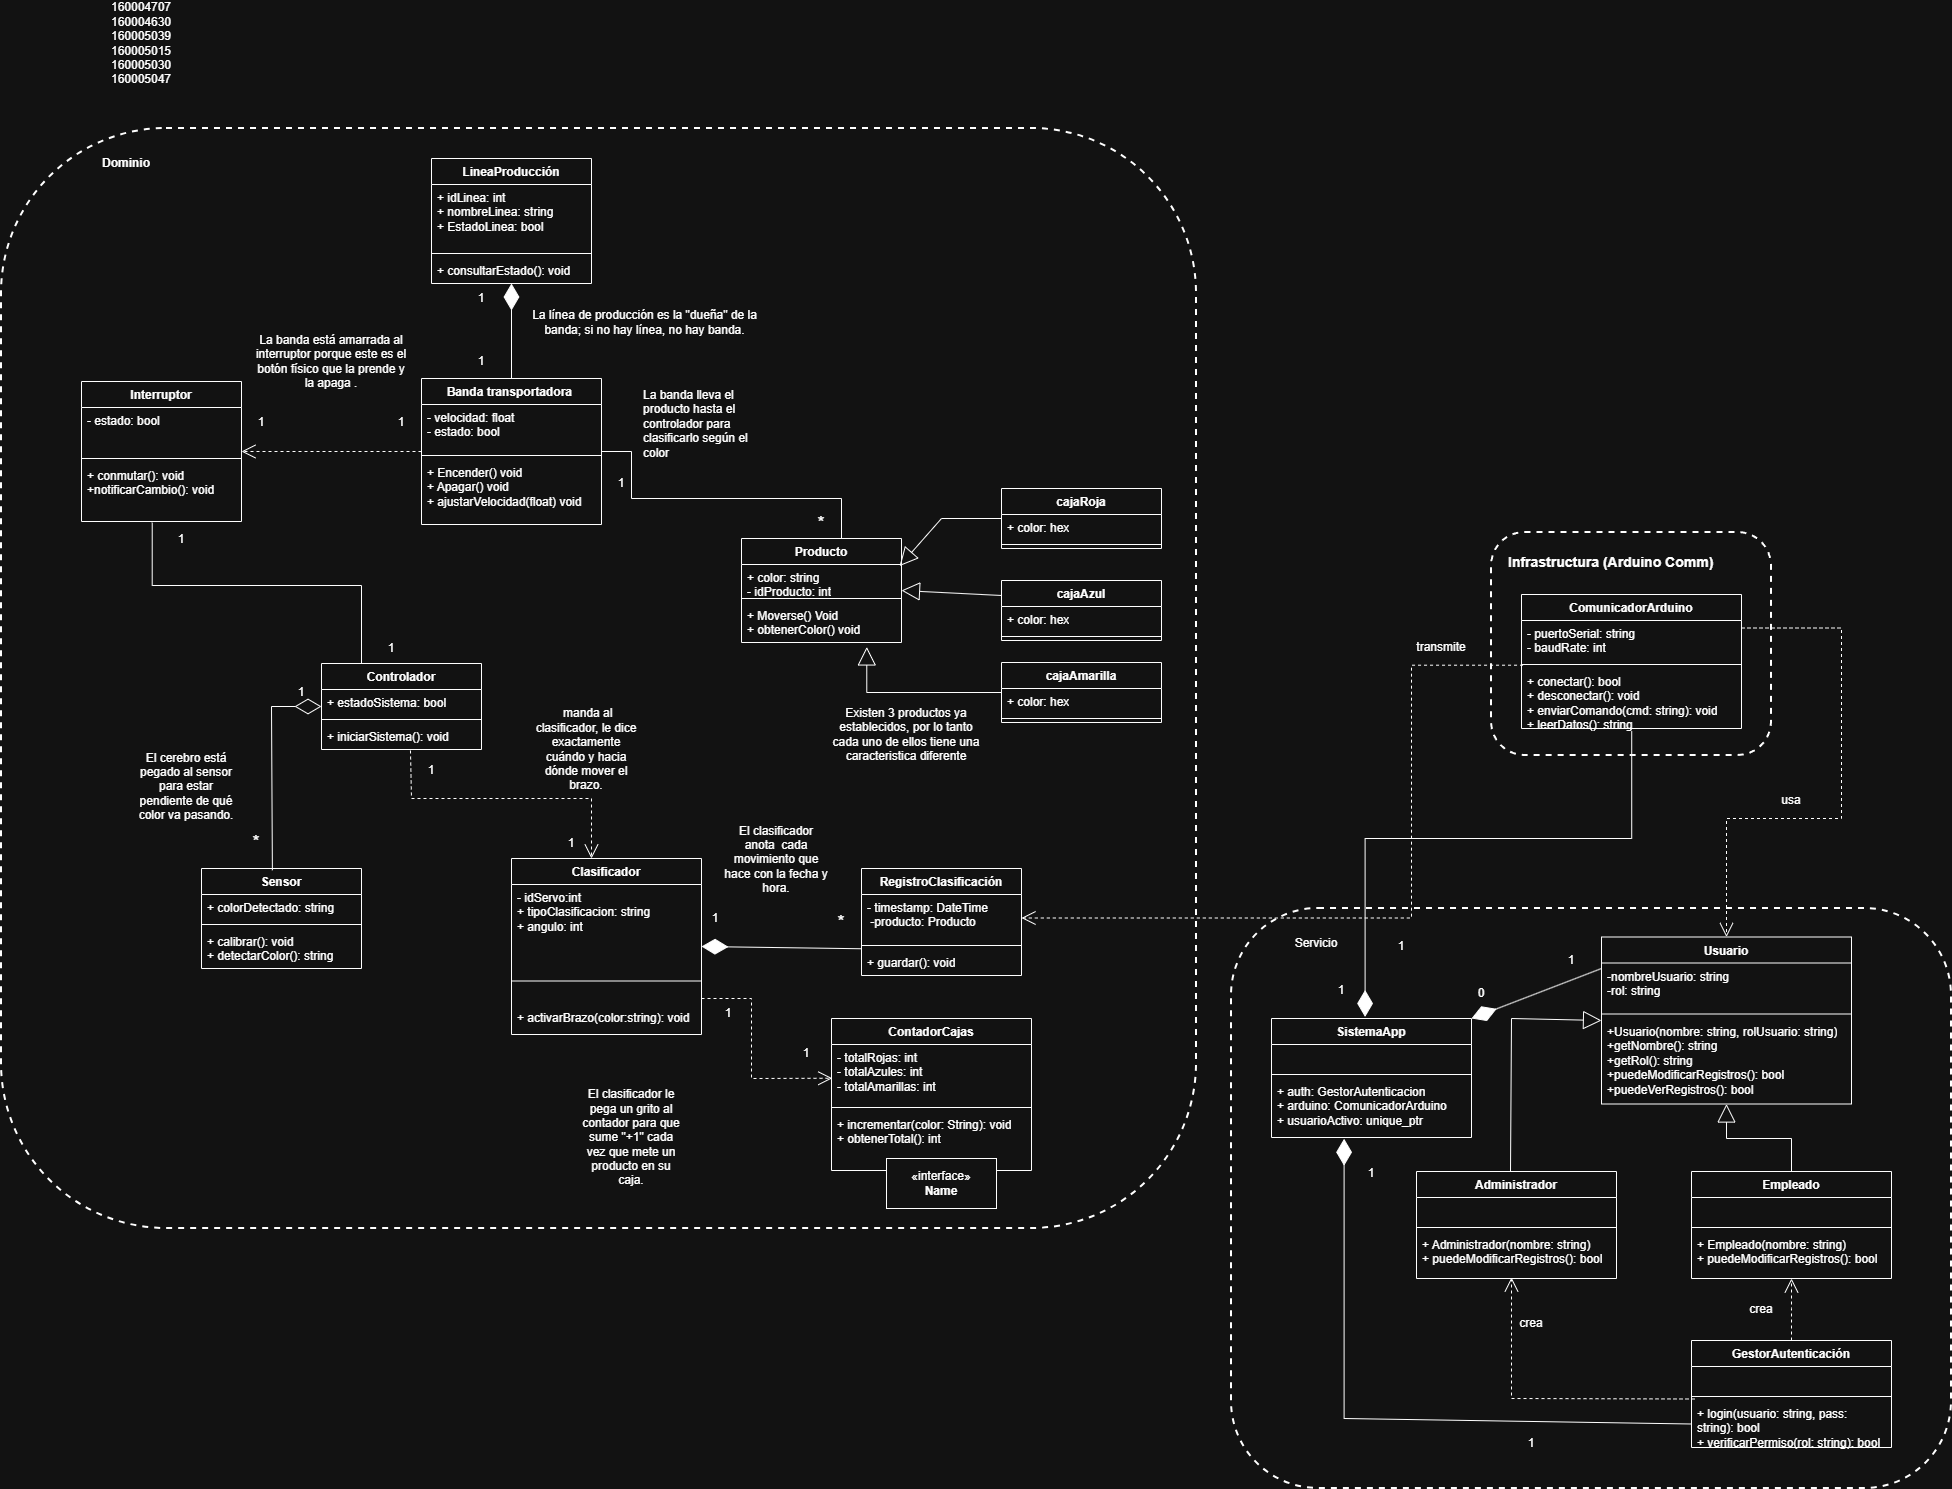 160004707
160004630
160005039
160005015
160005030
160005047
Dominio
LineaProducción
+ idLinea: int
+ nombreLinea: string
+ EstadoLinea: bool
+ consultarEstado(): void
1
La línea de producción es la "dueña" de la
banda; si no hay línea, no hay banda.
1
La banda está amarrada al
interruptor porque este es el
botón físico que la prende y
la apaga .
Interruptor
- estado: bool
+ conmutar(): void
+notificarCambio(): void
1
1
Banda transportadora
- velocidad: float
- estado: bool
+ Encender() void
+ Apagar() void
+ ajustarVelocidad(float) void
La banda lleva el
producto hasta el
controlador para
clasificarlo según el
color
1
*
Producto
+ color: string
- idProducto: int
+ Moverse() Void
+ obtenerColor() void
cajaRoja
+ color: hex
cajaAzul
+ color: hex
cajaAmarilla
+ color: hex
Existen 3 productos ya
establecidos, por lo tanto
cada uno de ellos tiene una
caracteristica diferente
1
1
Controlador
+ estadoSistema: bool
+ iniciarSistema(): void
1
El cerebro está
pegado al sensor
para estar
pendiente de qué
color va pasando.
*
Sensor
+ colorDetectado: string
+ calibrar(): void
+ detectarColor(): string
1
manda al
clasificador, le dice
exactamente
cuándo y hacia
dónde mover el
brazo.
1
Clasificador
- idServo:int
+ tipoClasificacion: string
+ angulo: int
+ activarBrazo(color:string): void
El clasificador
anota  cada
movimiento que
hace con la fecha y
hora.
1
*
RegistroClasificación
- timestamp: DateTime
-producto: Producto
+ guardar(): void
1
1
El clasificador le
pega un grito al
contador para que
sume "+1" cada
vez que mete un
producto en su
caja.
ContadorCajas
- totalRojas: int
- totalAzules: int
- totalAmarillas: int
+ incrementar(color: String): void
+ obtenerTotal(): int
«interface»
Name
Infrastructura (Arduino Comm)
ComunicadorArduino
- puertoSerial: string
- baudRate: int
+ conectar(): bool
+ desconectar(): void
+ enviarComando(cmd: string): void
+ leerDatos(): string
transmite
usa
Servicio
1
1
1
0
SistemaApp
+ auth: GestorAutenticacion
+ arduino: ComunicadorArduino
+ usuarioActivo: unique_ptr
1
Usuario
-nombreUsuario: string
-rol: string
+Usuario(nombre: string, rolUsuario: string)
+getNombre(): string
+getRol(): string
+puedeModificarRegistros(): bool
+puedeVerRegistros(): bool
Administrador
+ Administrador(nombre: string)
+ puedeModificarRegistros(): bool
Empleado
+ Empleado(nombre: string)
+ puedeModificarRegistros(): bool
crea
crea
GestorAutenticación
+ login(usuario: string, pass:
string): bool
+ verificarPermiso(rol: string): bool
1